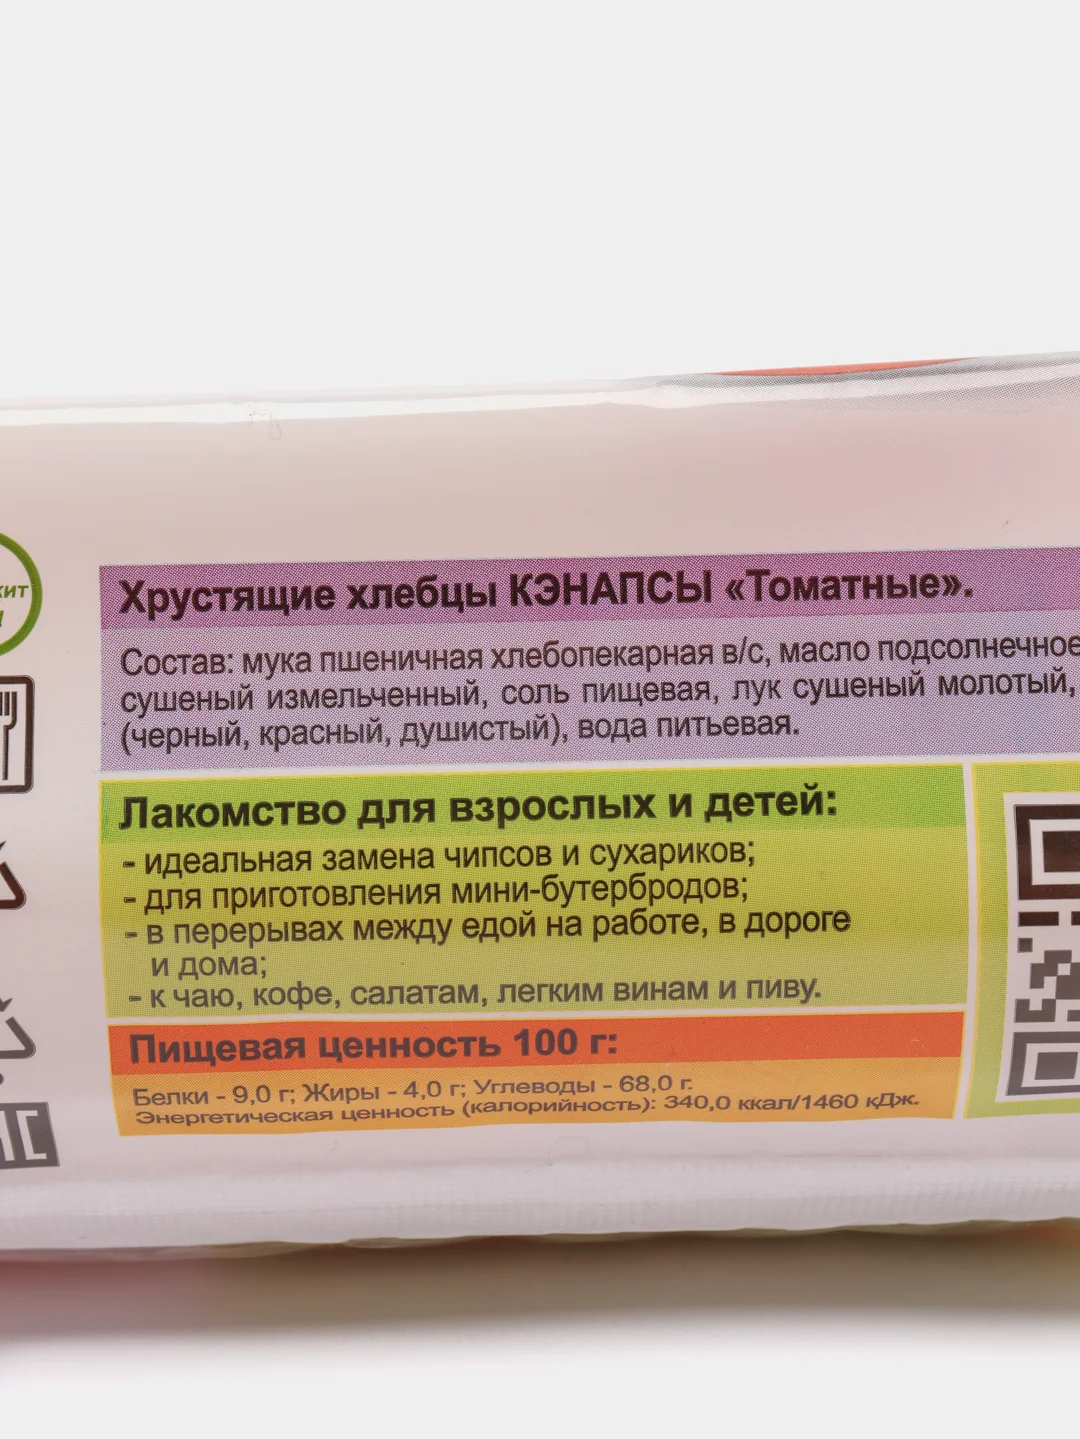 Хрустящие хлебцы КЭНАПСЫ «Томатные».
Состав: мука пшеничная хлебопекарная в/с, масло подсолнечное
сушеный измельченный, соль пищевая, лук сушеный молотый,
(черный, красный, душистый), вода питьевая.
Лакомство для взрослых и детей:
- идеальная замена чипсов и сухариков;
- для приготовления мини-бутербродов;
- в перерывах между едой на работе, в дороге
и дома;
- к чаю, кофе, салатам, легким винам и пиву.
Пищевая ценность 100 г:
Белки - 9,0 г; Жиры - 4,0 г; Углеводы - 68,0 г.
Энергетическая ценность (калорийность): 340,0 ккал/1460 кДж.